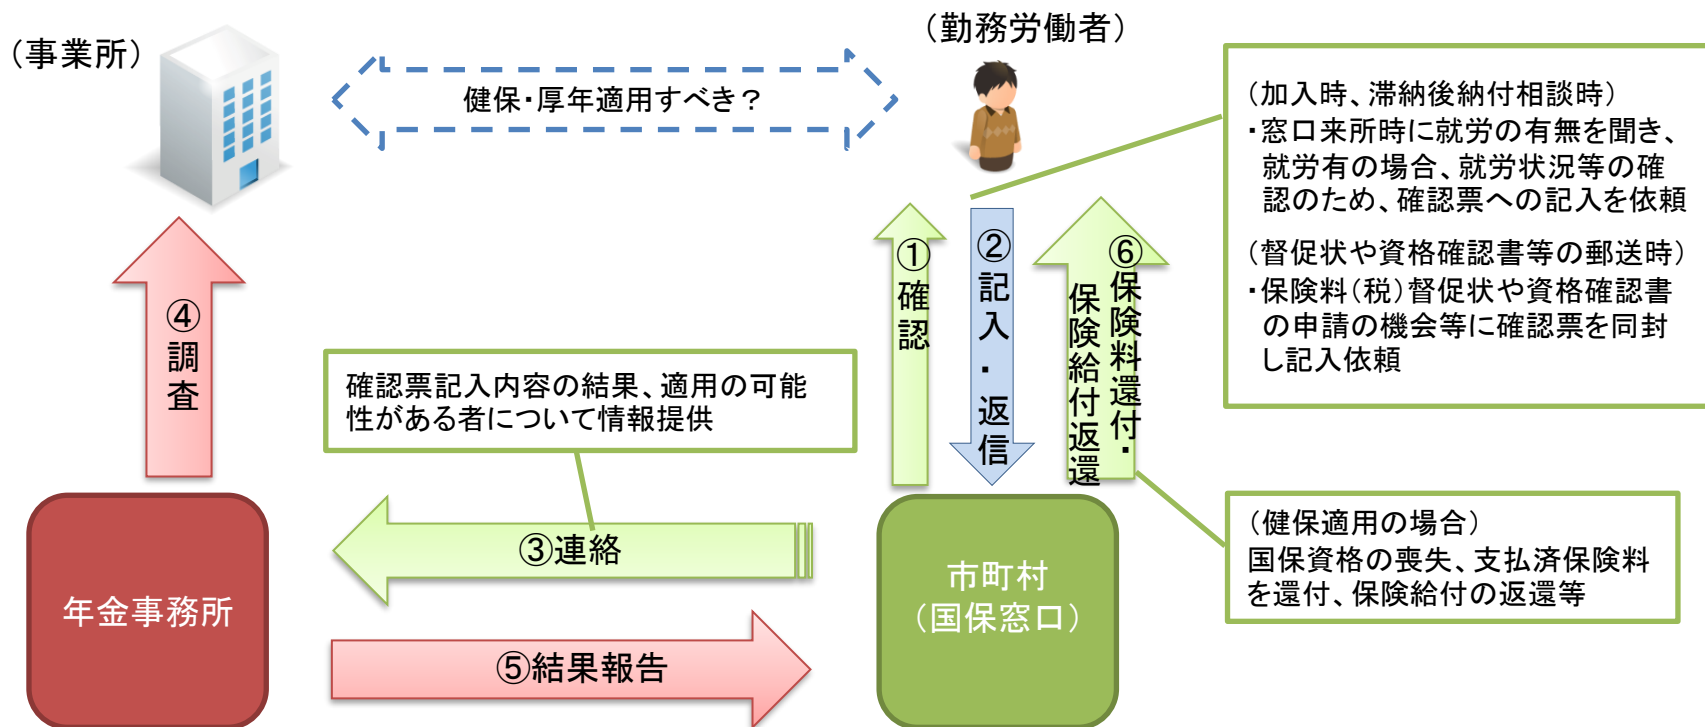 （事業所）
（勤務労働者）
健保・厚年適用すべき？
（加入時、滞納後納付相談時）
・窓口来所時に就労の有無を聞き、
就労有の場合、就労状況等の確
認のため、確認票への記入を依頼
（督促状や資格確認書等の郵送時）
・保険料（税）督促状や資格確認書
の申請の機会等に確認票を同封
し記入依頼
①確認
②記入・返信
⑥保険料還付・
保険給付返還
④調査
確認票記入内容の結果、適用の可能
性がある者について情報提供
③連絡
（健保適用の場合）
国保資格の喪失、支払済保険料
を還付、保険給付の返還等
年金事務所
市町村
（国保窓口）
⑤結果報告